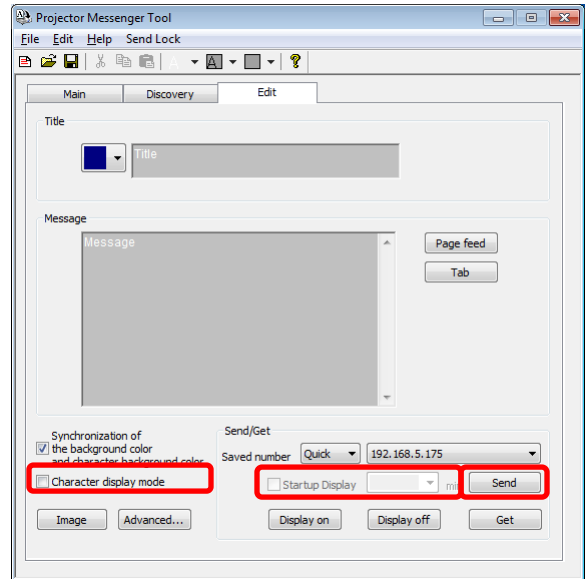 Projector Messenger Tool
File Edit Help Send Lock
A A ?
Main Discovery Edit
Title
Title
Message
Message
Page feed
Tab
Synchronization of
the background color
and character background color
Character display mode
Image Advanced...
Send/Get
Saved number Quick 192.168.5.175
Startup Display Send
Display on Display off Get